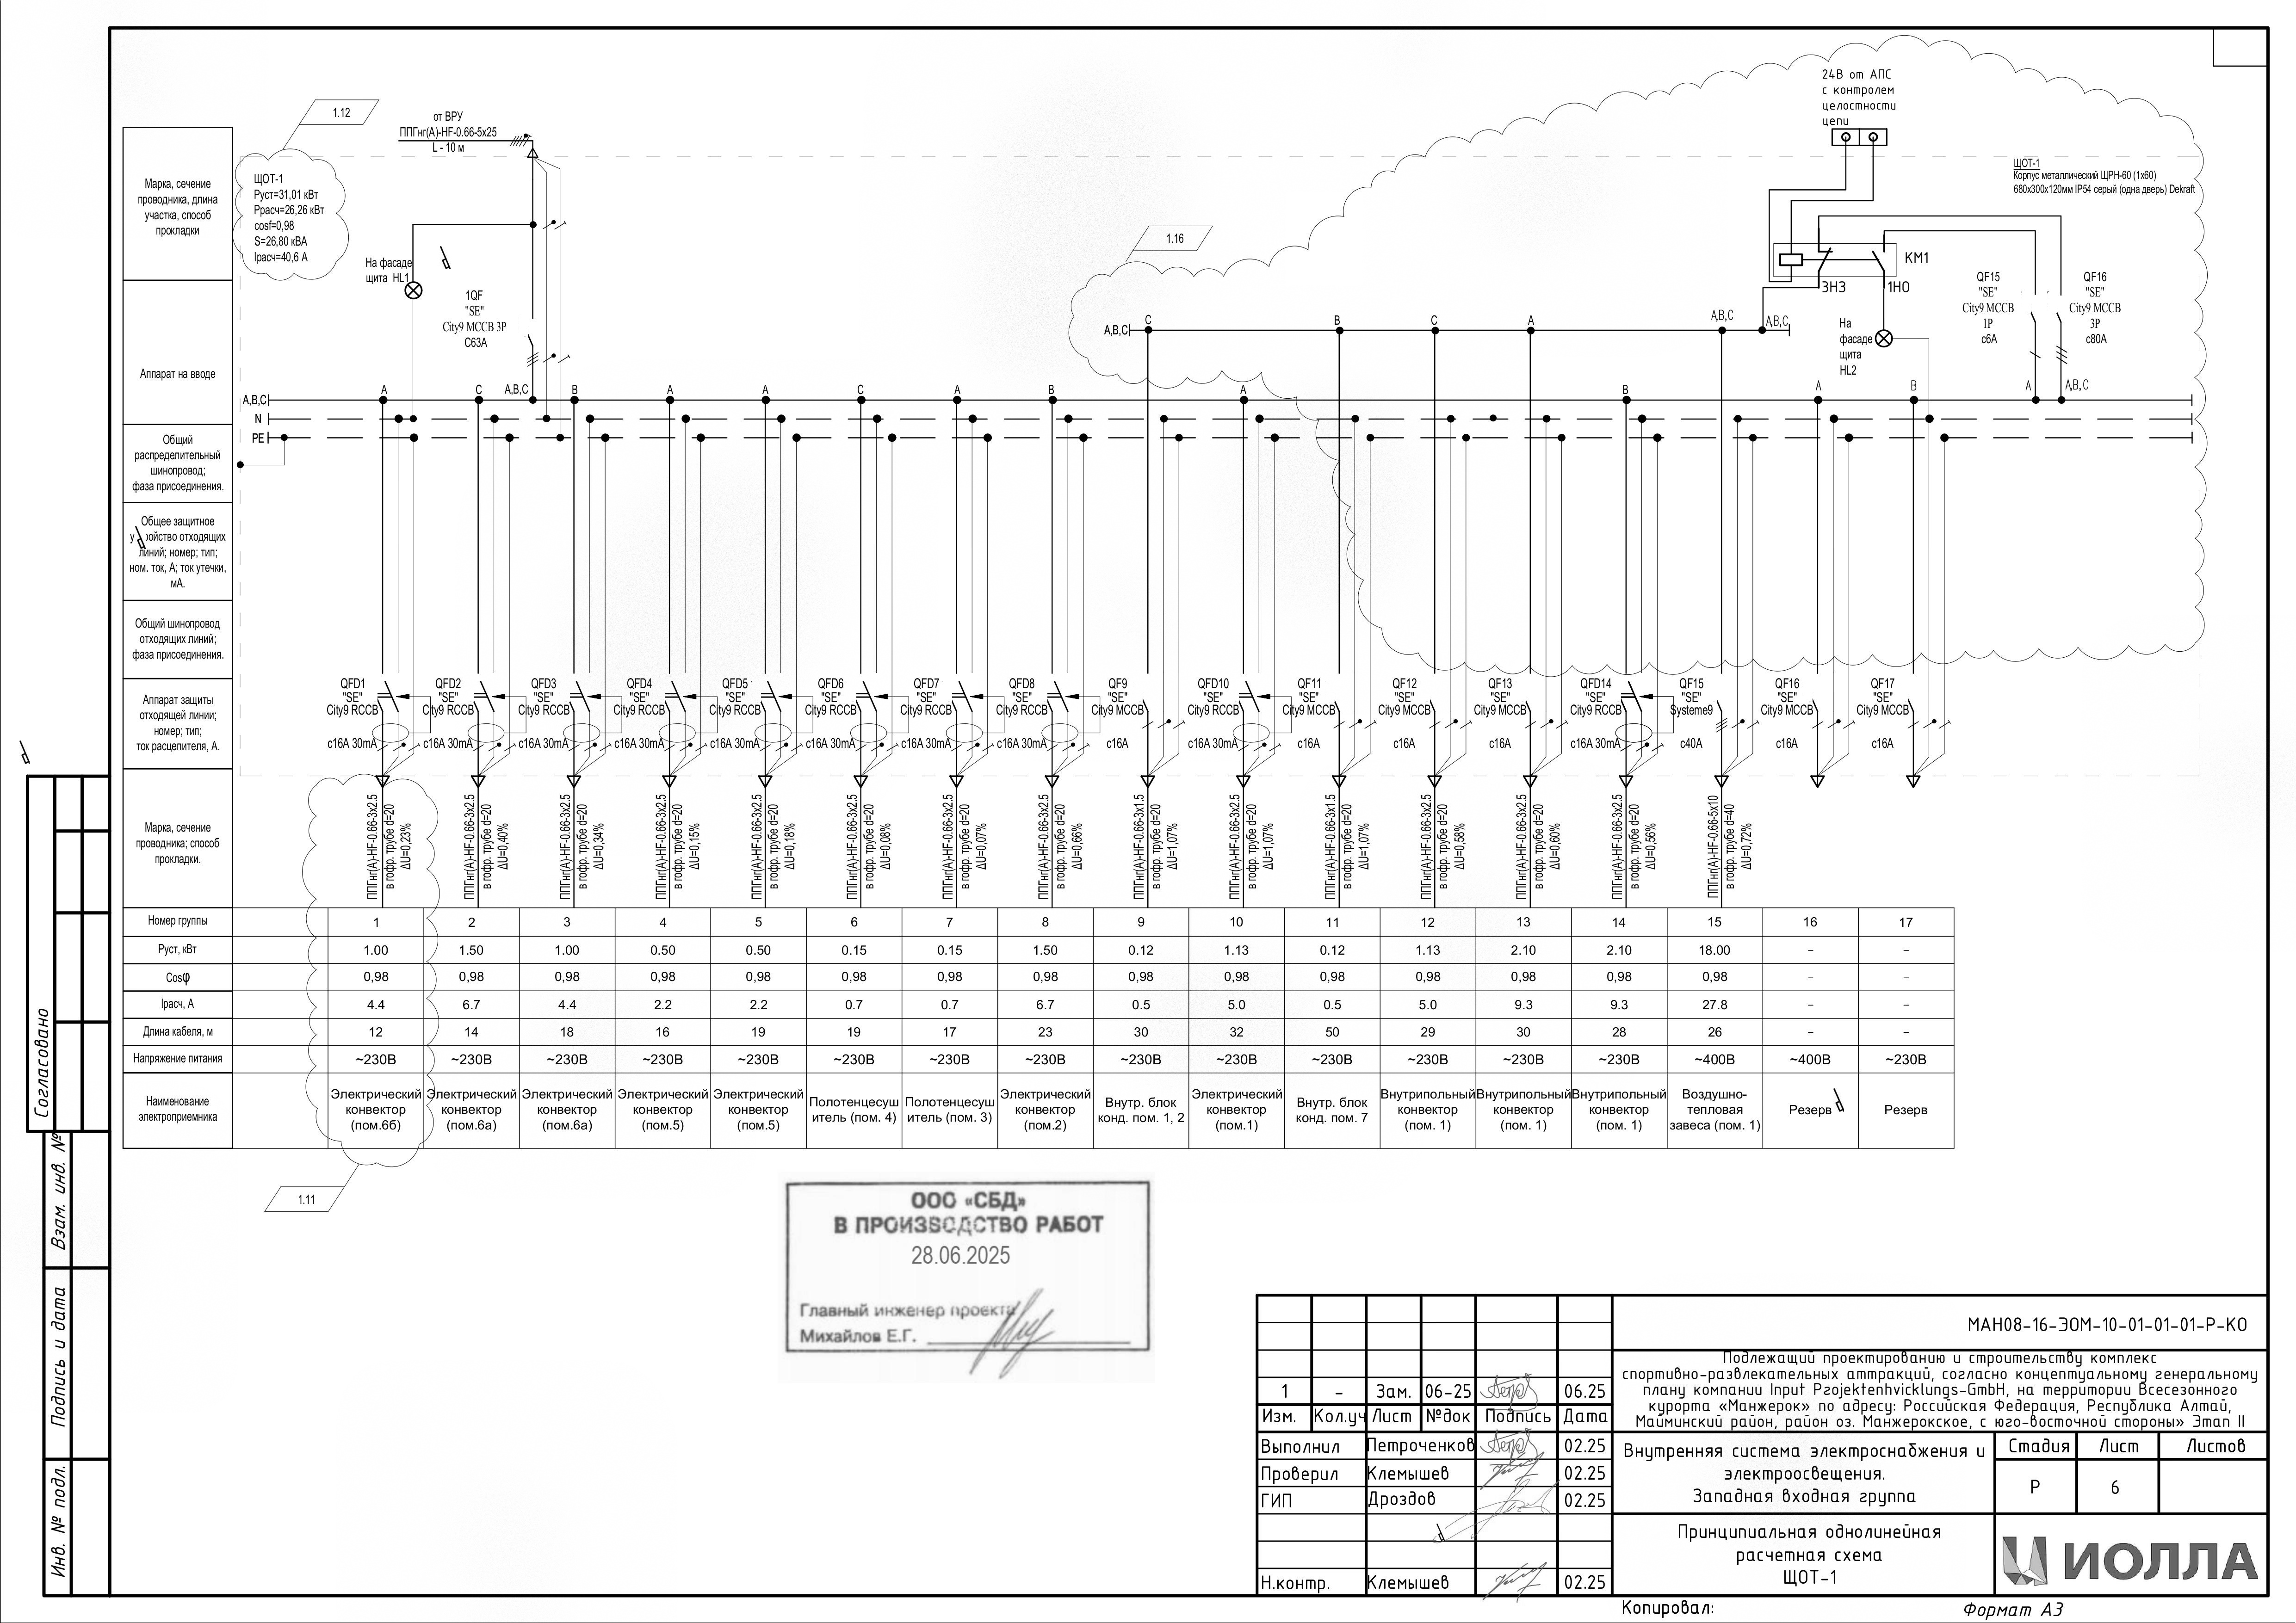 1.12
от ВРУ
ППГнг(А)-HF-0.66-5х25
L - 10 м
24В от АПС
с контролем
целостности
цепи
ЩОТ-1
Корпус металлический ЩРН-60 (1х60)
680х300х120мм IP54 серый (одна дверь) Dekraft
Марка, сечение
проводника, длина
участка, способ
прокладки
ЩОТ-1
Руст=31,01 кВт
Ррасч=26,26 кВт
cosf=0,98
S=26,80 кВА
Iрасч=40,6 А
1.16
На фасаде
щита HL1
1QF
"SE"
City9 MCCB 3P
C63A
KM1
3НЗ
1НО
На
фасаде
щита
HL2
QF15
"SE"
City9 MCCB
1P
c6A
QF16
"SE"
City9 MCCB
3P
c80A
Аппарат на вводе
A,B,C C B C A A,B,C A,B,C
A,B,C A C A,B,C B A A C A B A B A B A A,B,C
N
PE
Общий
распределительный
шинопровод;
фаза присоединения.
Общее защитное
у ройство отходящих
линий; номер; тип;
ном. ток, А; ток утечки,
мА.
Общий шинопровод
отходящих линий;
фаза присоединения.
Аппарат защиты
отходящей линии;
номер; тип;
ток расцепителя, А.
QFD1 QFD2 QFD3 QFD4 QFD5 QFD6 QFD7 QFD8 QF9 QFD10 QF11 QF12 QF13 QFD14 QF15 QF16 QF17
"SE" "SE" "SE" "SE" "SE" "SE" "SE" "SE" "SE" "SE" "SE" "SE" "SE" "SE" "SE" "SE" "SE"
City9 RCCB City9 RCCB City9 RCCB City9 RCCB City9 RCCB City9 RCCB City9 RCCB City9 RCCB City9 MCCB City9 RCCB City9 MCCB City9 MCCB City9 MCCB City9 RCCB Systeme9 City9 MCCB City9 MCCB
c16A 30mA c16A 30mA c16A 30mA c16A 30mA c16A 30mA c16A 30mA c16A 30mA c16A 30mA c16A c16A 30mA c16A c16A c16A c16A 30mA c40A c16A c16A
Марка, сечение
проводника; способ
прокладки.
ППГнг(А)-HF-0.66-3х2.5
в гофр. трубе d=20
ΔU=0,23%
ППГнг(А)-HF-0.66-3х2.5
в гофр. трубе d=20
ΔU=0,40%
ППГнг(А)-HF-0.66-3х2.5
в гофр. трубе d=20
ΔU=0,34%
ППГнг(А)-HF-0.66-3х2.5
в гофр. трубе d=20
ΔU=0,15%
ППГнг(А)-HF-0.66-3х2.5
в гофр. трубе d=20
ΔU=0,18%
ППГнг(А)-HF-0.66-3х2.5
в гофр. трубе d=20
ΔU=0,08%
ППГнг(А)-HF-0.66-3х2.5
в гофр. трубе d=20
ΔU=0,07%
ППГнг(А)-HF-0.66-3х2.5
в гофр. трубе d=20
ΔU=0,66%
ППГнг(А)-HF-0.66-3х1.5
в гофр. трубе d=20
ΔU=1,07%
ППГнг(А)-HF-0.66-3х2.5
в гофр. трубе d=20
ΔU=1,07%
ППГнг(А)-HF-0.66-3х1.5
в гофр. трубе d=20
ΔU=1,07%
ППГнг(А)-HF-0.66-3х2.5
в гофр. трубе d=20
ΔU=0,58%
ППГнг(А)-HF-0.66-3х2.5
в гофр. трубе d=20
ΔU=0,60%
ППГнг(А)-HF-0.66-3х2.5
в гофр. трубе d=20
ΔU=0,56%
ППГнг(А)-HF-0.66-5х10
в гофр. трубе d=40
ΔU=0,72%
Номер группы 1 2 3 4 5 6 7 8 9 10 11 12 13 14 15 16 17
Руст, кВт 1.00 1.50 1.00 0.50 0.50 0.15 0.15 1.50 0.12 1.13 0.12 1.13 2.10 2.10 18.00 – –
Cosφ 0,98 0,98 0,98 0,98 0,98 0,98 0,98 0,98 0,98 0,98 0,98 0,98 0,98 0,98 0,98 – –
Iрасч, А 4.4 6.7 4.4 2.2 2.2 0.7 0.7 6.7 0.5 5.0 0.5 5.0 9.3 9.3 27.8 – –
Длина кабеля, м 12 14 18 16 19 19 17 23 30 32 50 29 30 28 26 – –
Напряжение питания ~230В ~230В ~230В ~230В ~230В ~230В ~230В ~230В ~230В ~230В ~230В ~230В ~230В ~230В ~400В ~400В ~230В
Наименование
электроприемника
Электрический
конвектор
(пом.6б)
Электрический
конвектор
(пом.6а)
Электрический
конвектор
(пом.6а)
Электрический
конвектор
(пом.5)
Электрический
конвектор
(пом.5)
Полотенцесуш
итель (пом. 4)
Полотенцесуш
итель (пом. 3)
Электрический
конвектор
(пом.2)
Внутр. блок
конд. пом. 1, 2
Электрический
конвектор
(пом.1)
Внутр. блок
конд. пом. 7
Внутрипольный
конвектор
(пом. 1)
Внутрипольный
конвектор
(пом. 1)
Внутрипольный
конвектор
(пом. 1)
Воздушно-
тепловая
завеса (пом. 1)
Резерв
Резерв
1.11
ООО «СБД»
В ПРОИЗВОДСТВО РАБОТ
28.06.2025
Главный инженер проекта
Михайлов Е.Г.
Согласовано
Взам. инв. №
Подпись и дата
Инв. № подл.
МАН08-16-ЭОМ-10-01-01-01-Р-КО
Подлежащий проектированию и строительству комплекс
спортивно-развлекательных аттракций, согласно концептуальному генеральному
плану компании Input Projektenhvicklungs-GmbH, на территории Всесезонного
курорта «Манжерок» по адресу: Российская Федерация, Республика Алтай,
Майминский район, район оз. Манжерокское, с юго-восточной стороны» Этап II
1 – Зам. 06-25 06.25
Изм. Кол.уч Лист №док Подпись Дата
Выполнил Петроченков 02.25
Проверил Клемышев 02.25
ГИП Дроздов 02.25
Н.контр. Клемышев 02.25
Внутренняя система электроснабжения и
электроосвещения.
Западная входная группа
Стадия Лист Листов
Р 6
Принципиальная однолинейная
расчетная схема
ЩОТ-1
ИОЛЛА
Копировал:
Формат А3